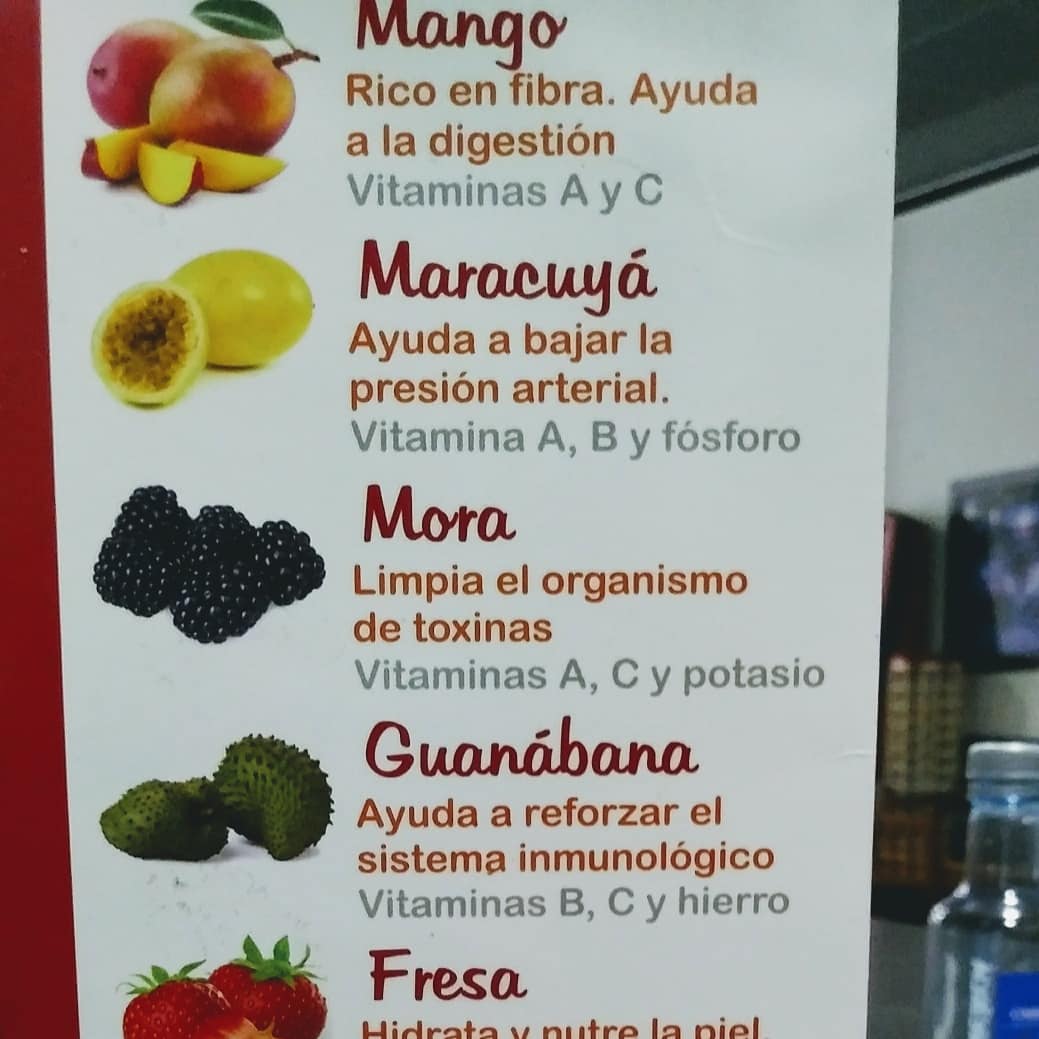 Mango
Rico en fibra. Ayuda
a la digestión
Vitaminas A y C
Maracuyá
Ayuda a bajar la
presión arterial.
Vitamina A, B y fósforo
Mora
Limpia el organismo
de toxinas
Vitaminas A, C y potasio
Guanábana
Ayuda a reforzar el
sistema inmunológico
Vitaminas B, C y hierro
Fresa
Hidrata y nutre la piel